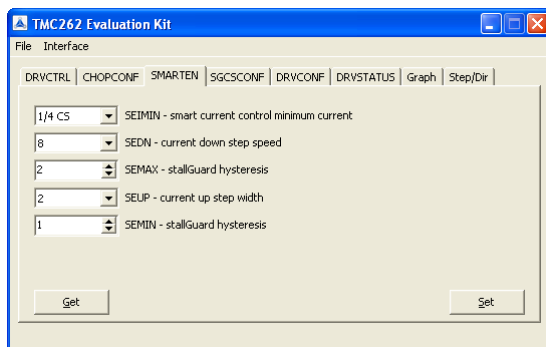 TMC262 Evaluation Kit
File Interface
DRVCTRL CHOPCONF SMARTEN SGCSCONF DRVCONF DRVSTATUS Graph Step/Dir
1/4 CS SEIMIN - smart current control minimum current
8 SEDN - current down step speed
2 SEMAX - stallGuard hysteresis
2 SEUP - current up step width
1 SEMIN - stallGuard hysteresis
Get Set